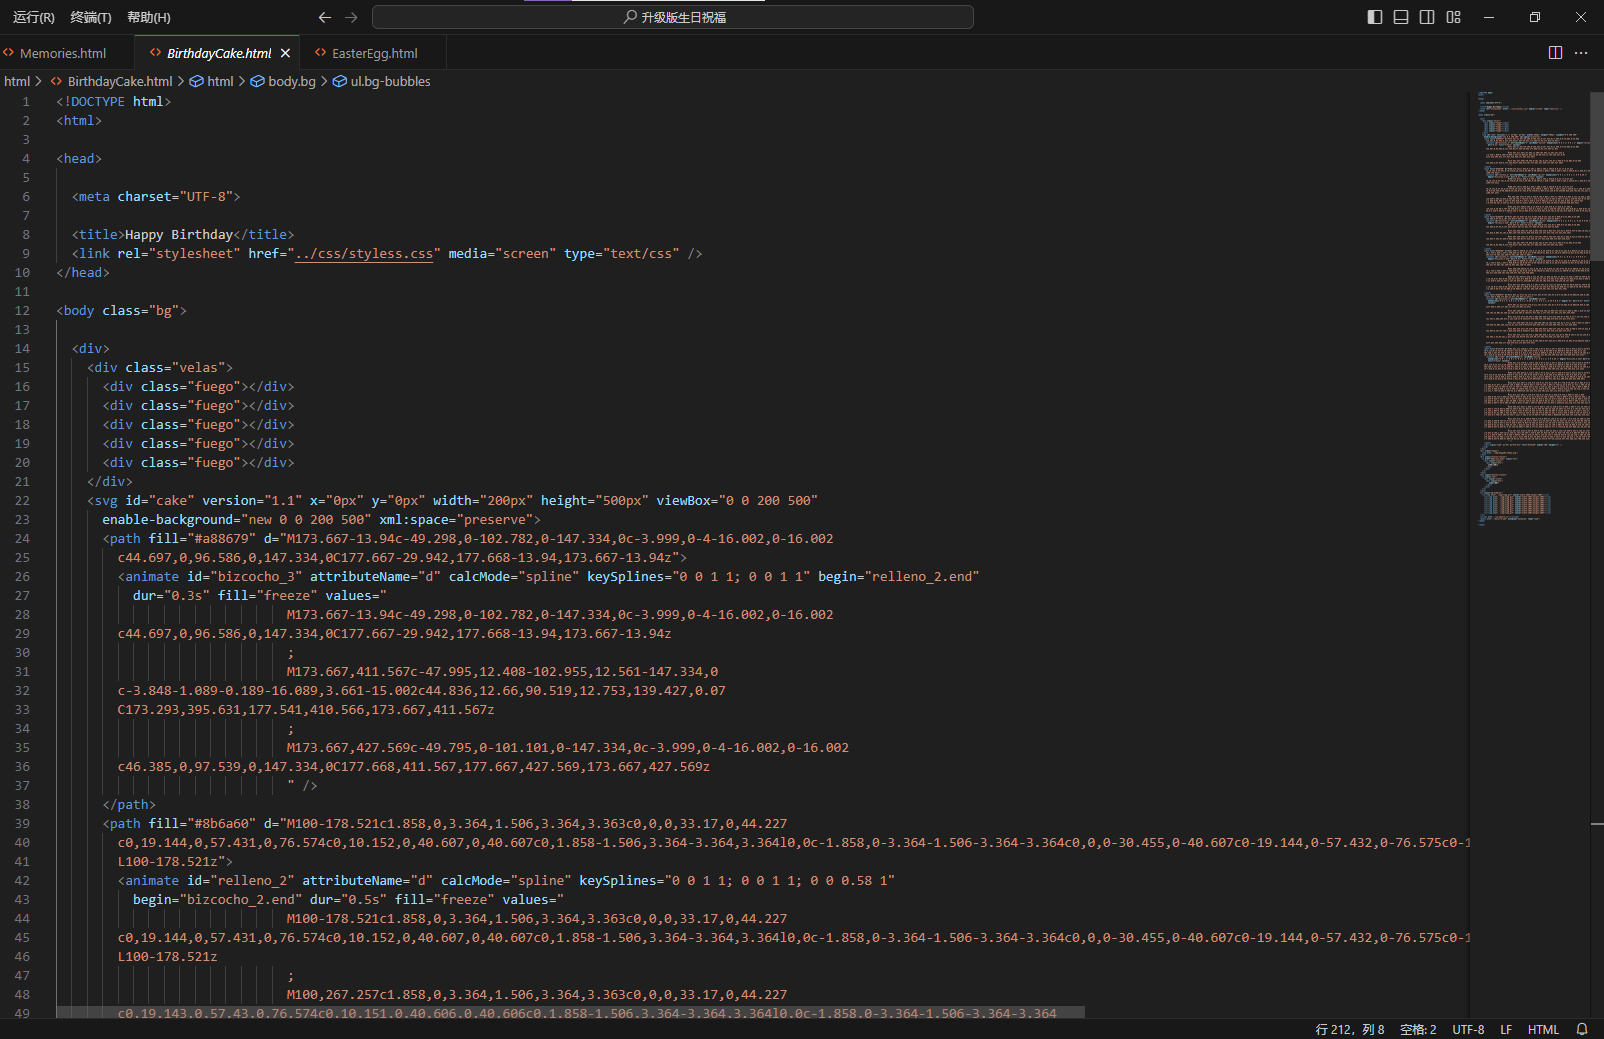 运行(R) 终端(T) 帮助(H) 升级版生日祝福
Memories.html BirthdayCake.html EasterEgg.html
html BirthdayCake.html html body.bg ul.bg-bubbles
1 <!DOCTYPE html>
2 <html>
3
4 <head>
5
6 <meta charset="UTF-8">
7
8 <title>Happy Birthday</title>
9 <link rel="stylesheet" href="../css/styless.css" media="screen" type="text/css" />
10 </head>
11
12 <body class="bg">
13
14 <div>
15 <div class="velas">
16 <div class="fuego"></div>
17 <div class="fuego"></div>
18 <div class="fuego"></div>
19 <div class="fuego"></div>
20 <div class="fuego"></div>
21 </div>
22 <svg id="cake" version="1.1" x="0px" y="0px" width="200px" height="500px" viewBox="0 0 200 500"
23 enable-background="new 0 0 200 500" xml:space="preserve">
24 <path fill="#a88679" d="M173.667-13.94c-49.298,0-102.782,0-147.334,0c-3.999,0-4-16.002,0-16.002
25 c44.697,0,96.586,0,147.334,0C177.667-29.942,177.668-13.94,173.667-13.94z">
26 <animate id="bizcocho_3" attributeName="d" calcMode="spline" keySplines="0 0 1 1; 0 0 1 1" begin="relleno_2.end"
27 dur="0.3s" fill="freeze" values="
28 M173.667-13.94c-49.298,0-102.782,0-147.334,0c-3.999,0-4-16.002,0-16.002
29 c44.697,0,96.586,0,147.334,0C177.667-29.942,177.668-13.94,173.667-13.94z
30 ;
31 M173.667,411.567c-47.995,12.408-102.955,12.561-147.334,0
32 c-3.848-1.089-0.189-16.089,3.661-15.002c44.836,12.66,90.519,12.753,139.427,0.07
33 C173.293,395.631,177.541,410.566,173.667,411.567z
34 ;
35 M173.667,427.569c-49.795,0-101.101,0-147.334,0c-3.999,0-4-16.002,0-16.002
36 c46.385,0,97.539,0,147.334,0C177.668,411.567,177.667,427.569,173.667,427.569z
37 " />
38 </path>
39 <path fill="#8b6a60" d="M100-178.521c1.858,0,3.364,1.506,3.364,3.363c0,0,0,33.17,0,44.227
40 c0,19.144,0,57.431,0,76.574c0,10.152,0,40.607,0,40.607c0,1.858-1.506,3.364-3.364,3.364l0,0c-1.858,0-3.364-1.506-3.364-3.364c0,0,0-30.455,0-40.607c0-19.144,0-57.432,0-76.575c0-1
41 L100-178.521z">
42 <animate id="relleno_2" attributeName="d" calcMode="spline" keySplines="0 0 1 1; 0 0 1 1; 0 0 0.58 1"
43 begin="bizcocho_2.end" dur="0.5s" fill="freeze" values="
44 M100-178.521c1.858,0,3.364,1.506,3.364,3.363c0,0,0,33.17,0,44.227
45 c0,19.144,0,57.431,0,76.574c0,10.152,0,40.607,0,40.607c0,1.858-1.506,3.364-3.364,3.364l0,0c-1.858,0-3.364-1.506-3.364-3.364c0,0,0-30.455,0-40.607c0-19.144,0-57.432,0-76.575c0-1
46 L100-178.521z
47 ;
48 M100,267.257c1.858,0,3.364,1.506,3.364,3.363c0,0,0,33.17,0,44.227
49 c0,19.143,0,57.43,0,76.574c0,10.151,0,40.606,0,40.606c0,1.858-1.506,3.364-3.364,3.364l0,0c-1.858,0-3.364-1.506-3.364-3.364
行 212，列 8 空格: 2 UTF-8 LF HTML